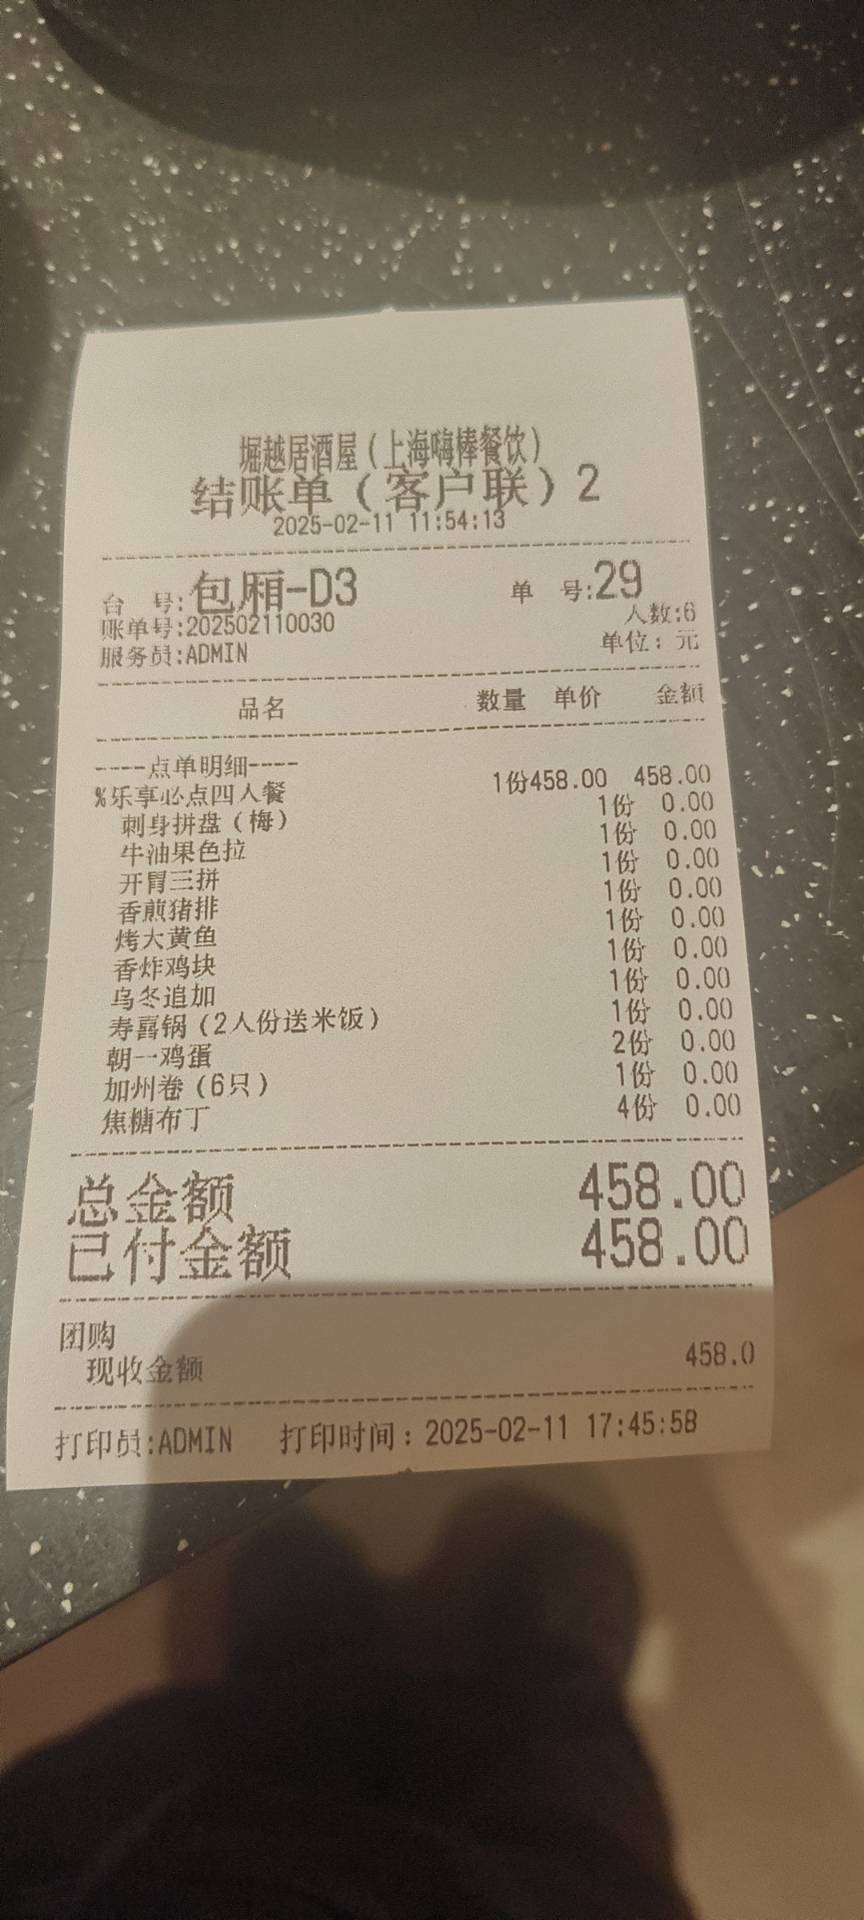 堀越居酒屋(上海嗨棒餐饮)
结账单(客户联)2
2025-02-11 11:54:13
台 号:包厢-D3 单 号:29
账单号:202502110030 人数:6
服务员:ADMIN 单位:元
品名 数量 单价 金额
----点单明细----
%乐享必点四人餐 1份458.00 458.00
刺身拼盘(梅) 1份 0.00
牛油果色拉 1份 0.00
开胃三拼 1份 0.00
香煎猪排 1份 0.00
烤大黄鱼 1份 0.00
香炸鸡块 1份 0.00
乌冬追加 1份 0.00
寿喜锅(2人份送米饭) 1份 0.00
朝一鸡蛋 2份 0.00
加州卷(6只) 1份 0.00
焦糖布丁 4份 0.00
总金额 458.00
已付金额 458.00
团购
现收金额 458.0
打印员:ADMIN 打印时间:2025-02-11 17:45:58